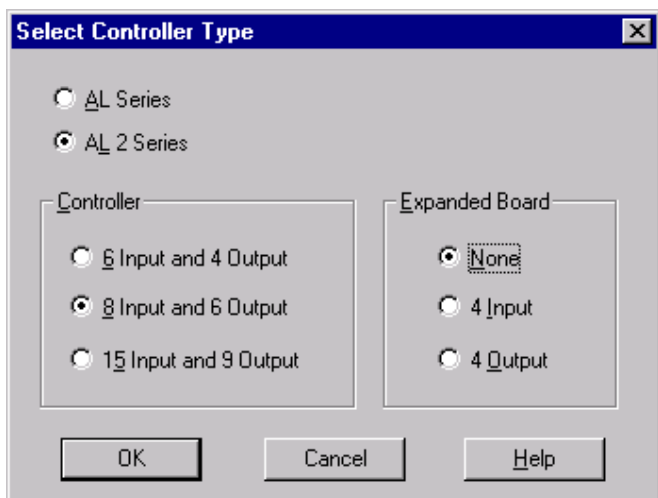 Select Controller Type
AL Series
AL 2 Series
Controller
6 Input and 4 Output
8 Input and 6 Output
15 Input and 9 Output
Expanded Board
None
4 Input
4 Output
OK
Cancel
Help